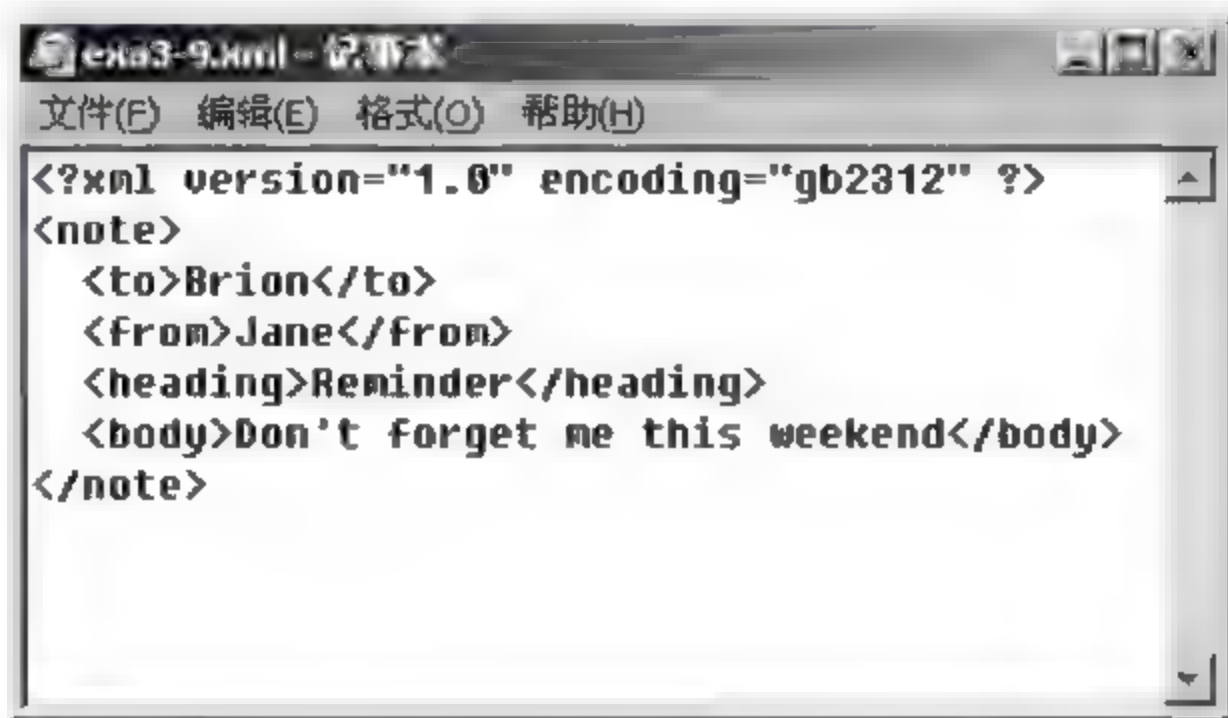 exa3-9.xml - 记事本
文件(F) 编辑(E) 格式(O) 帮助(H)
<?xml version="1.0" encoding="gb2312" ?>
<note>
  <to>Brion</to>
  <from>Jane</from>
  <heading>Reminder</heading>
  <body>Don't forget me this weekend</body>
</note>